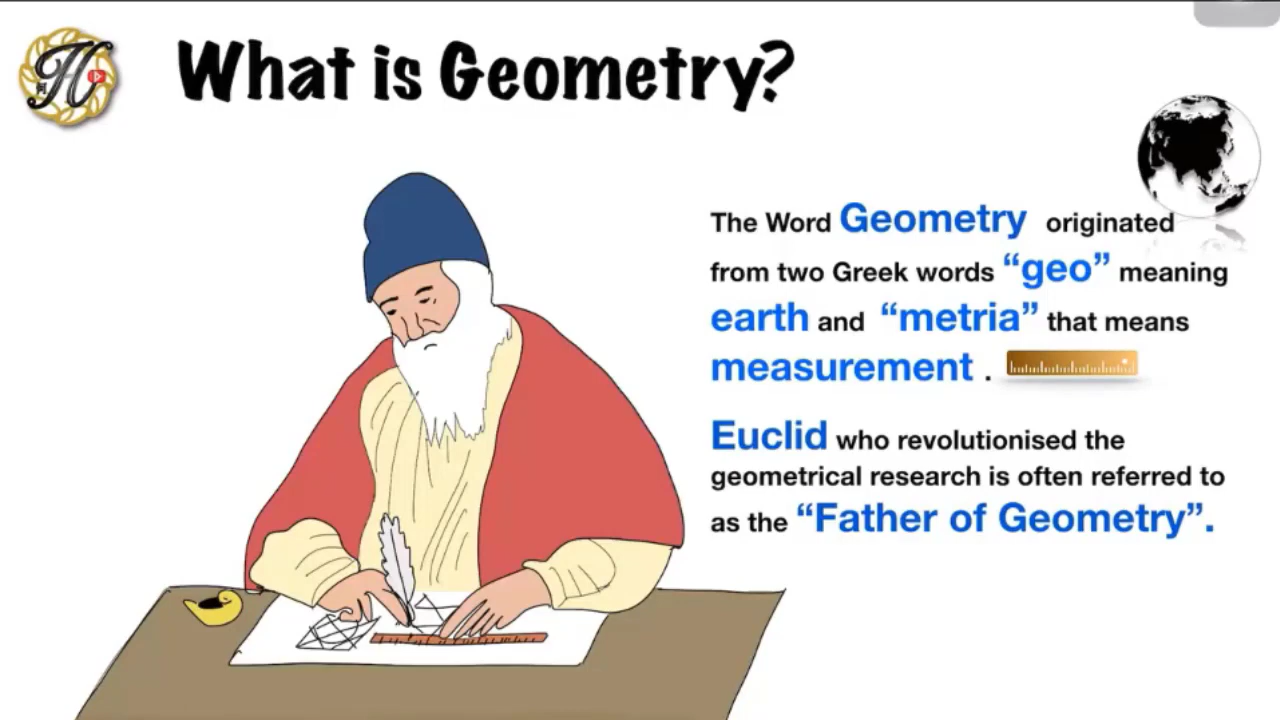 What is Geometry?
The Word Geometry originated
from two Greek words “geo” meaning
earth and “metria” that means
measurement .
Euclid who revolutionised the
geometrical research is often referred to
as the “Father of Geometry”.